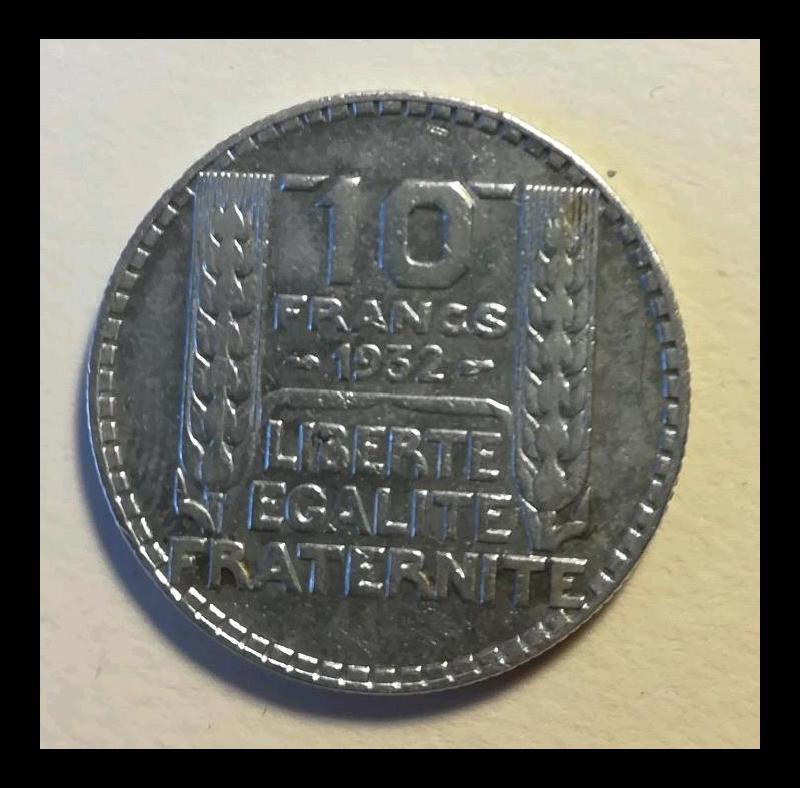 10
FRANCS
1932
LIBERTE
EGALITE
FRATERNITE